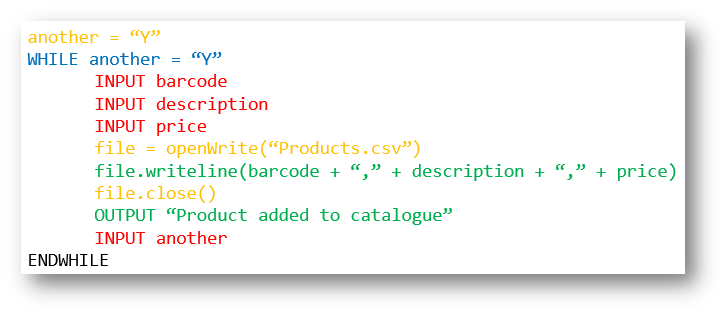 another = “Y”
WHILE another = “Y”
INPUT barcode
INPUT description
INPUT price
file = openWrite(“Products.csv”)
file.writeline(barcode + “,” + description + “,” + price)
file.close()
OUTPUT “Product added to catalogue”
INPUT another
ENDWHILE